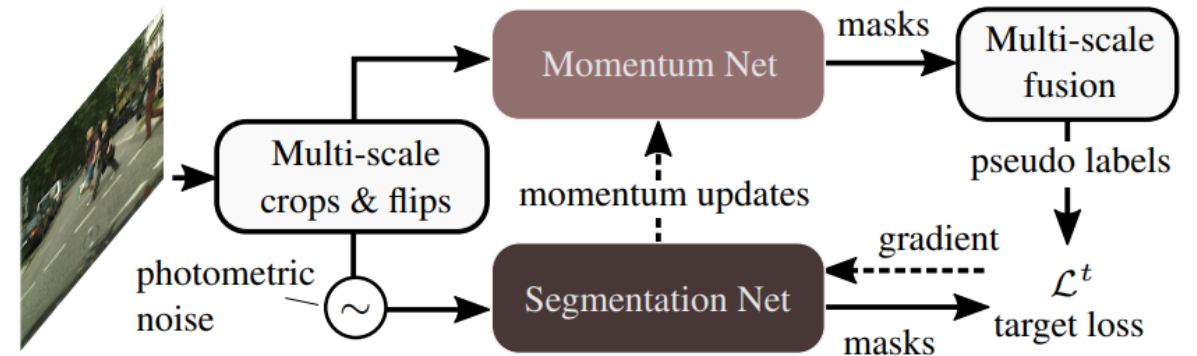 masks
Momentum Net
Multi-scale
fusion
Multi-scale
crops & flips
pseudo labels
momentum updates
gradient
photometric
noise
~
Segmentation Net
ℒᵗ
target loss
masks